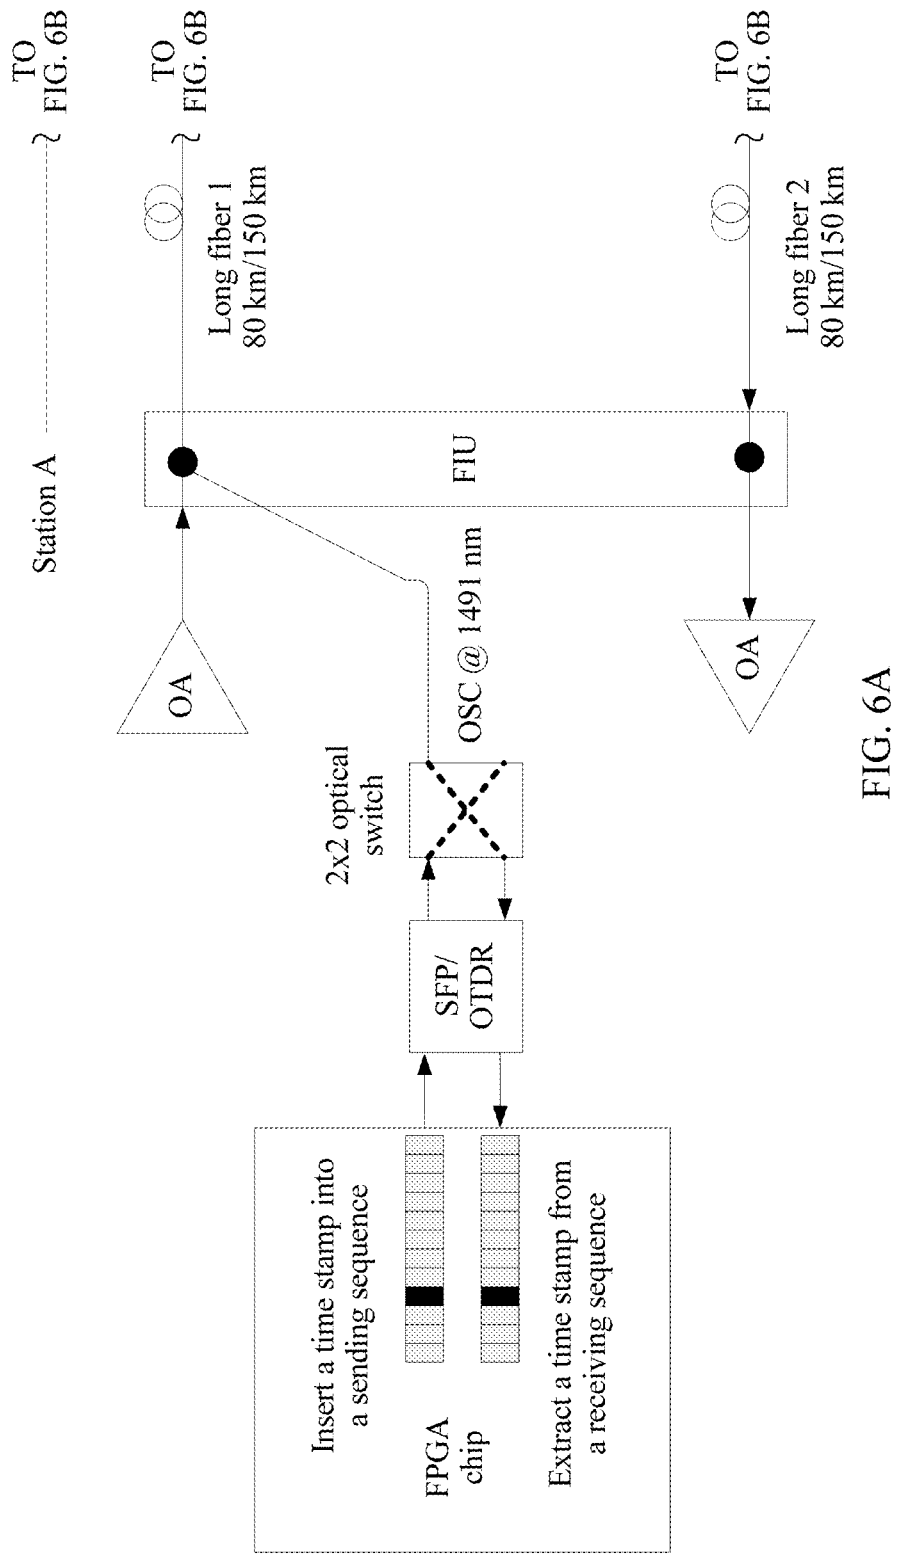 Station A
TO
FIG. 6B
TO
FIG. 6B
Long fiber 1
80 km/150 km
OA
FIU
OSC @ 1491 nm
2x2 optical
switch
SFP/
OTDR
Insert a time stamp into
a sending sequence
FPGA
chip
Extract a time stamp from
a receiving sequence
TO
FIG. 6B
Long fiber 2
80 km/150 km
OA
FIG. 6A